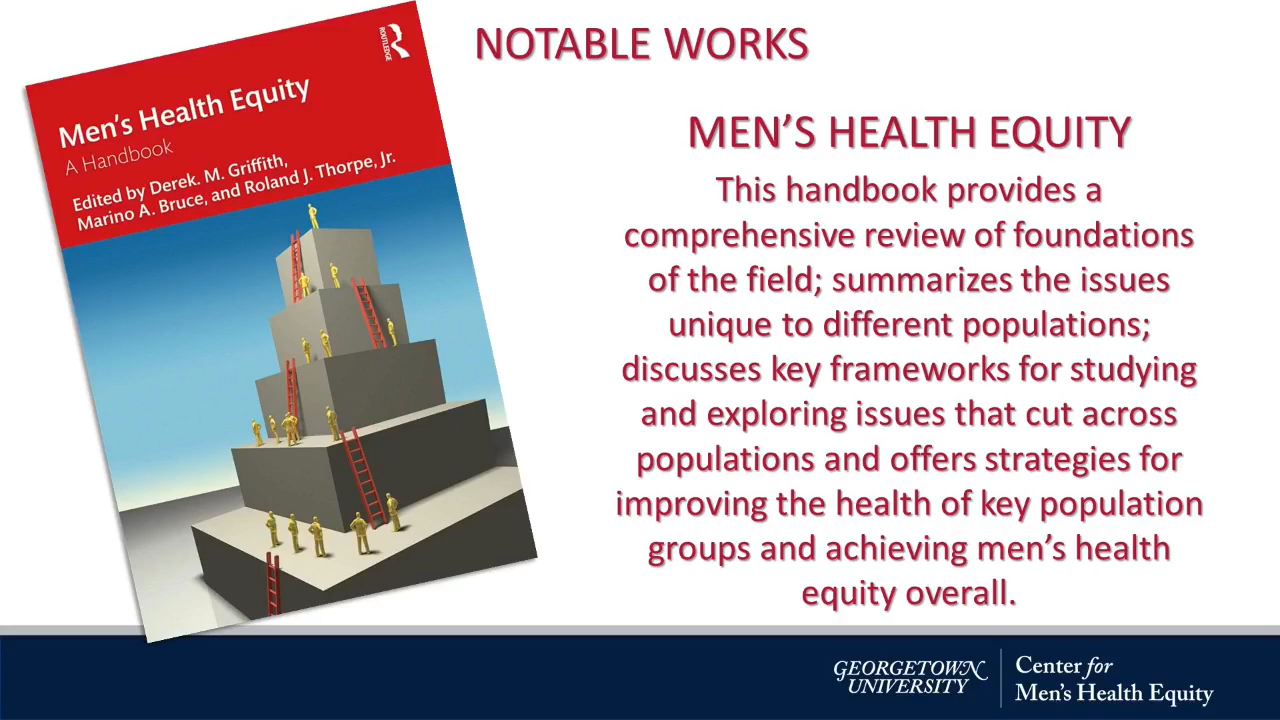 ROUTLEDGE
Men's Health Equity
A Handbook
Edited by Derek. M. Griffith,
Marino A. Bruce, and Roland J. Thorpe, Jr.
NOTABLE WORKS
MEN'S HEALTH EQUITY
This handbook provides a
comprehensive review of foundations
of the field; summarizes the issues
unique to different populations;
discusses key frameworks for studying
and exploring issues that cut across
populations and offers strategies for
improving the health of key population
groups and achieving men's health
equity overall.
GEORGETOWN
UNIVERSITY
Center for
Men's Health Equity